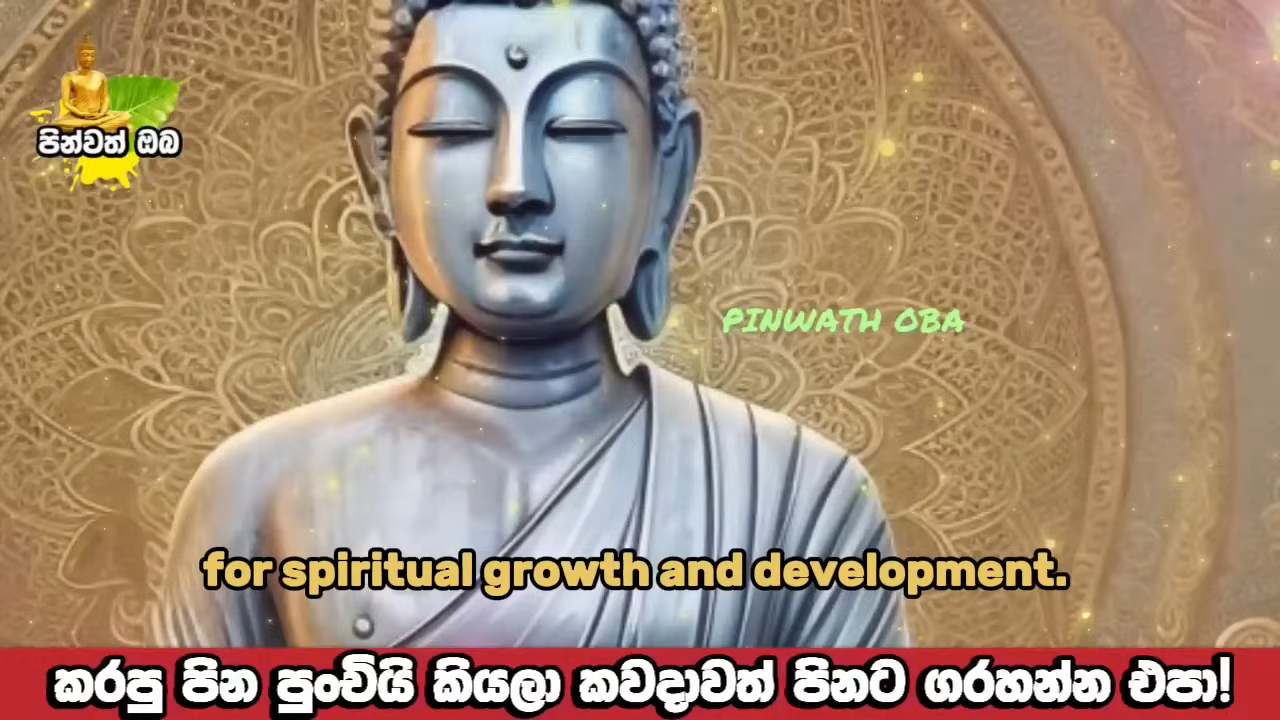 පින්වත් ඔබ
PINWATH OBA
for spiritual growth and development.
කරපු පින පුංචියි කියලා කවදාවත් පිනට ගරහන්න එපා!